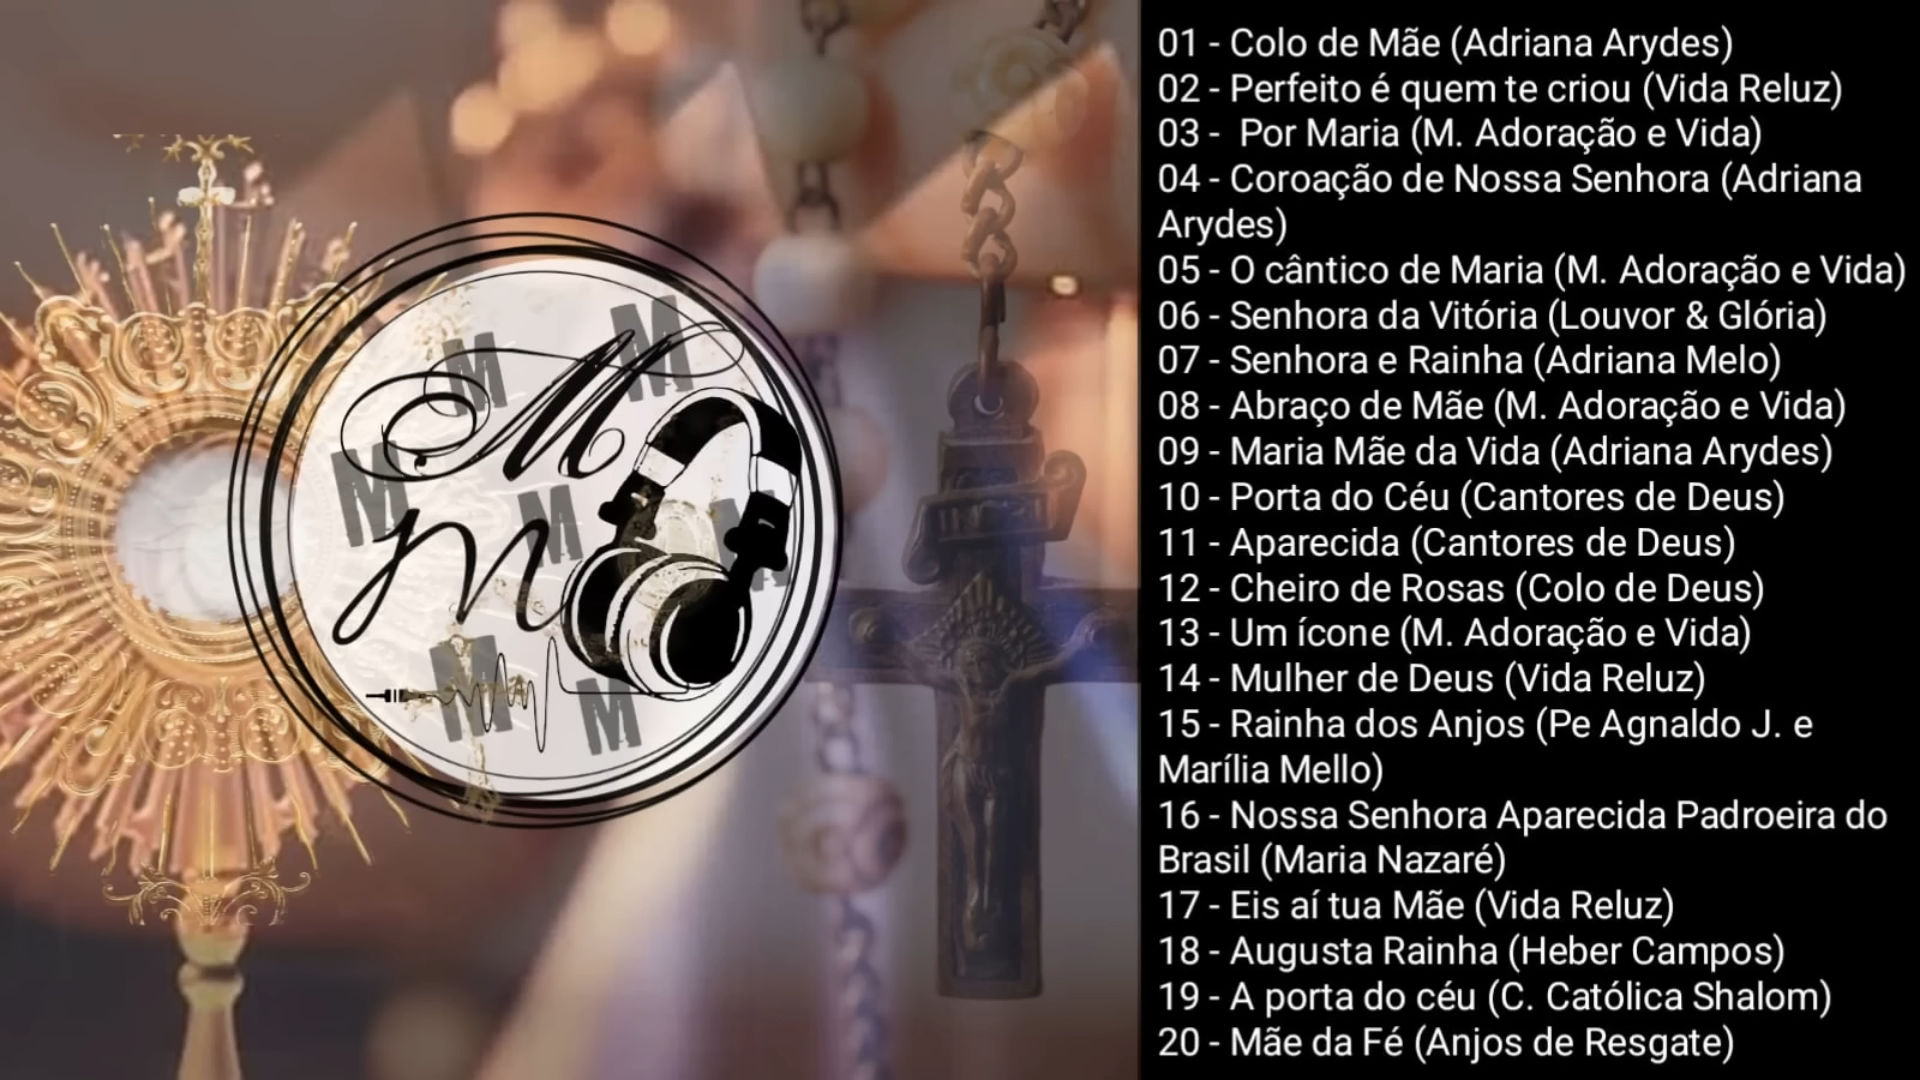 01 - Colo de Mãe (Adriana Arydes)
02 - Perfeito é quem te criou (Vida Reluz)
03 -  Por Maria (M. Adoração e Vida)
04 - Coroação de Nossa Senhora (Adriana
Arydes)
05 - O cântico de Maria (M. Adoração e Vida)
06 - Senhora da Vitória (Louvor & Glória)
07 - Senhora e Rainha (Adriana Melo)
08 - Abraço de Mãe (M. Adoração e Vida)
09 - Maria Mãe da Vida (Adriana Arydes)
10 - Porta do Céu (Cantores de Deus)
11 - Aparecida (Cantores de Deus)
12 - Cheiro de Rosas (Colo de Deus)
13 - Um ícone (M. Adoração e Vida)
14 - Mulher de Deus (Vida Reluz)
15 - Rainha dos Anjos (Pe Agnaldo J. e
Marília Mello)
16 - Nossa Senhora Aparecida Padroeira do
Brasil (Maria Nazaré)
17 - Eis aí tua Mãe (Vida Reluz)
18 - Augusta Rainha (Heber Campos)
19 - A porta do céu (C. Católica Shalom)
20 - Mãe da Fé (Anjos de Resgate)
M M
M
M M M
m
M M
INRI